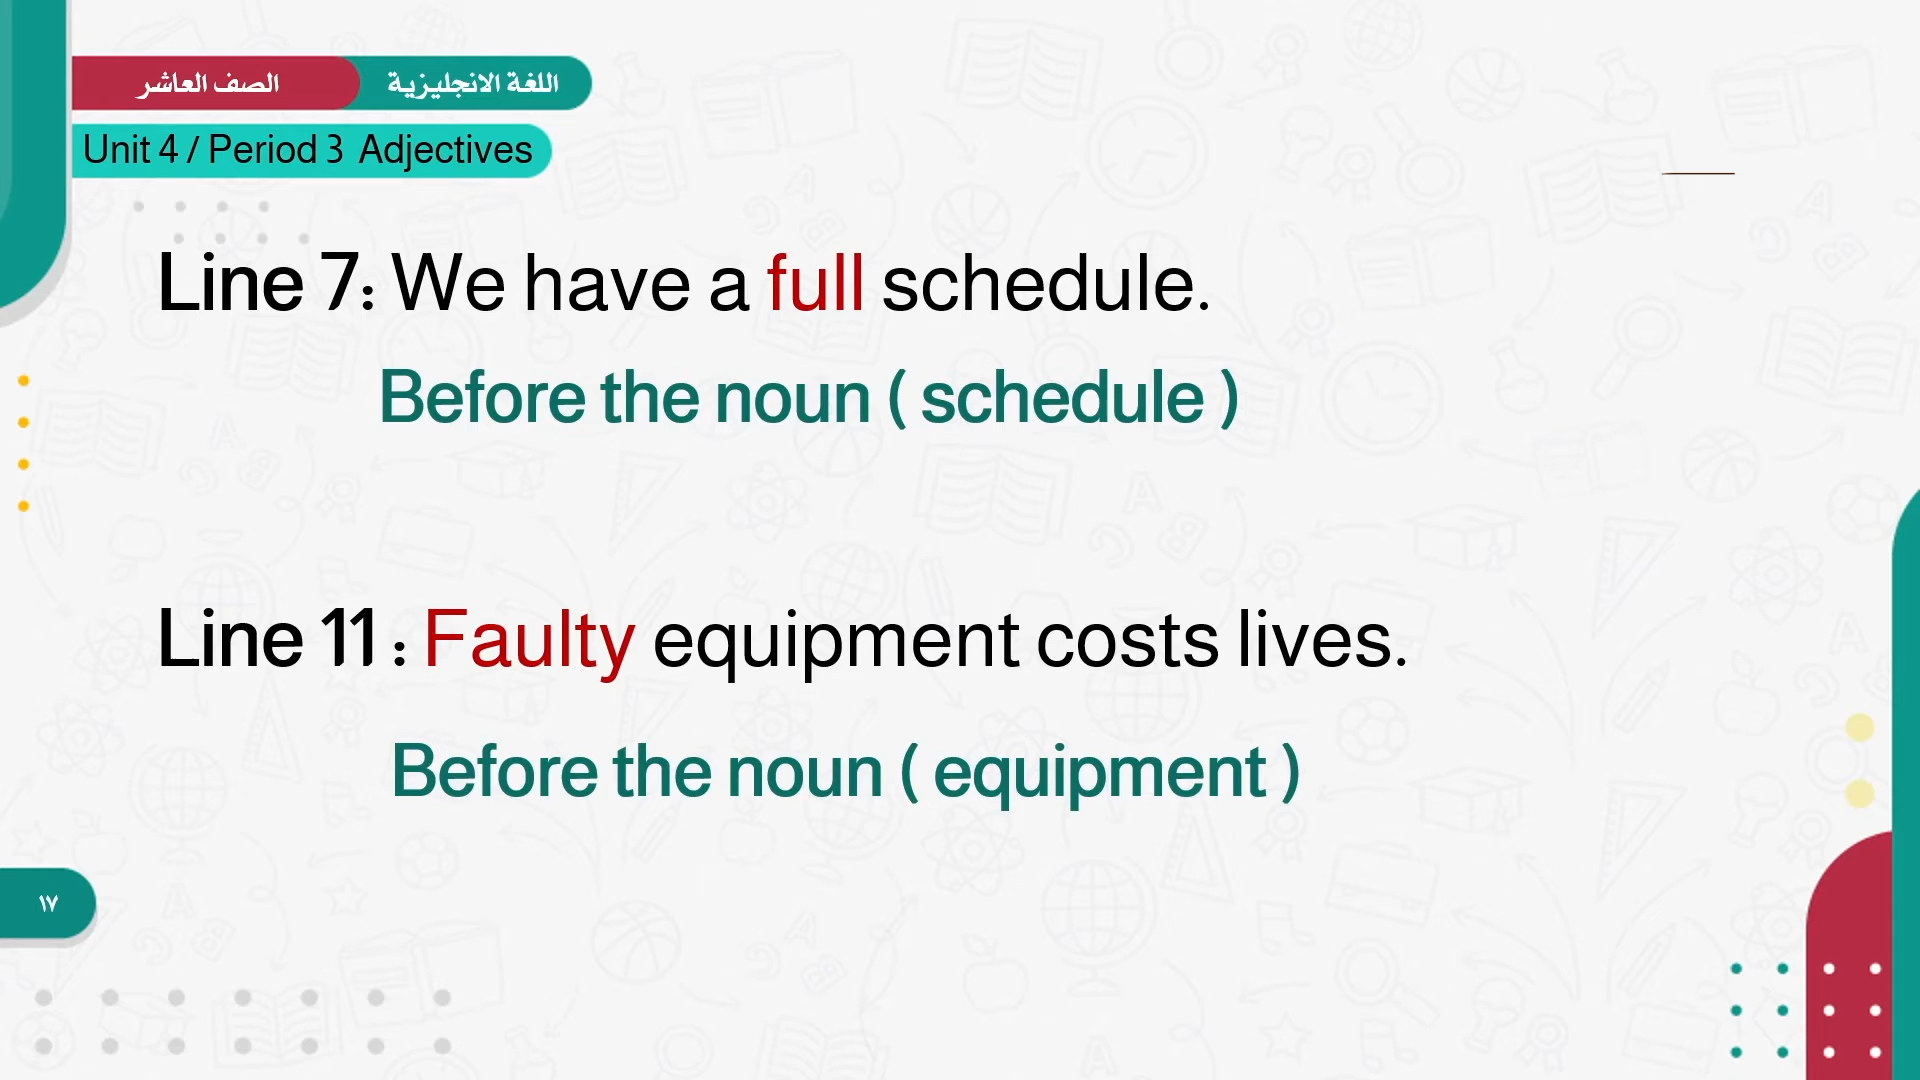 اللغة الانجليزية
الصف العاشر
Unit 4 / Period 3 Adjectives
Line 7: We have a full schedule.
Before the noun ( schedule )
Line 11 : Faulty equipment costs lives.
Before the noun ( equipment )
١٧